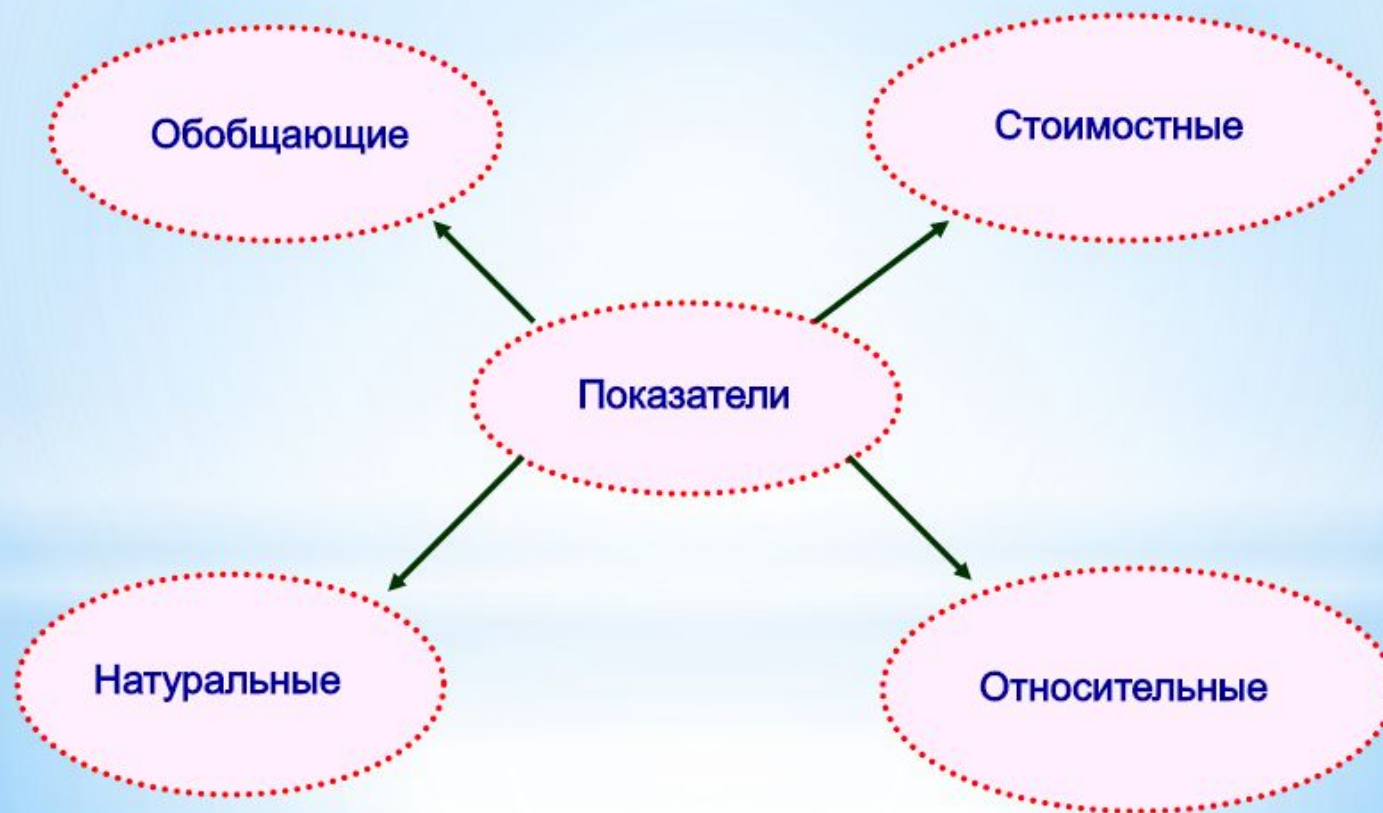 Обобщающие
Стоимостные
Показатели
Натуральные
Относительные